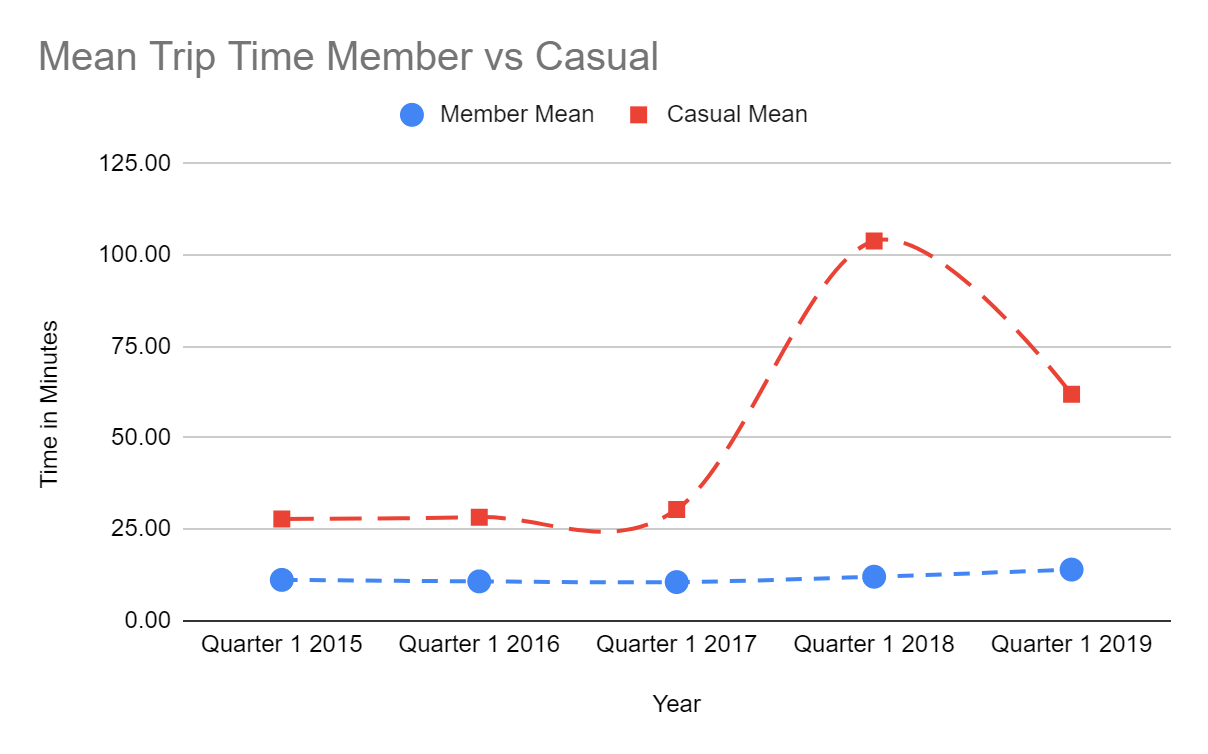 Mean Trip Time Member vs Casual
Member Mean Casual Mean
125.00
100.00
75.00
50.00
25.00
0.00
Time in Minutes
Quarter 1 2015 Quarter 1 2016 Quarter 1 2017 Quarter 1 2018 Quarter 1 2019
Year